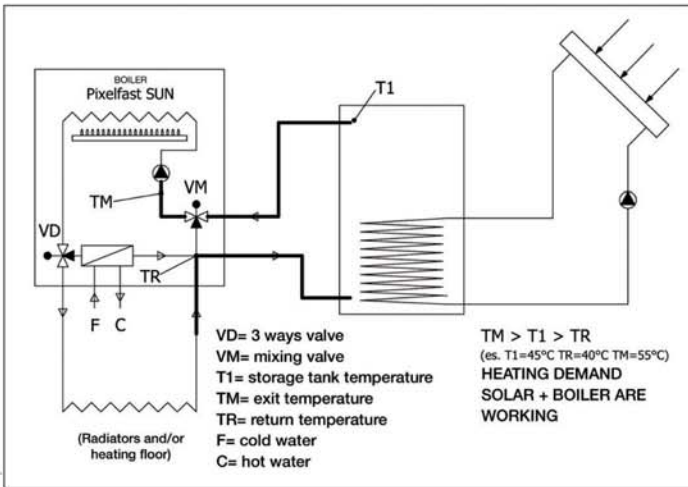 BOILER
Pixelfast SUN
T1
VM
TM
VD
TR
F C
VD= 3 ways valve
VM= mixing valve
T1= storage tank temperature
TM= exit temperature
TR= return temperature
F= cold water
C= hot water
(Radiators and/or
heating floor)
TM > T1 > TR
(es. T1=45°C TR=40°C TM=55°C)
HEATING DEMAND
SOLAR + BOILER ARE
WORKING